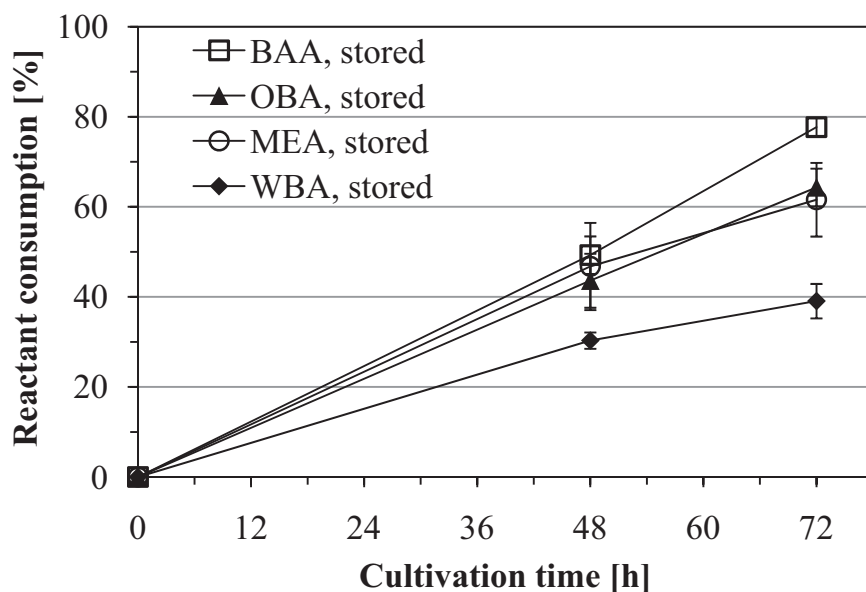 100
80
60
40
20
0
Reactant consumption [%]
BAA, stored
OBA, stored
MEA, stored
WBA, stored
0 12 24 36 48 60 72
Cultivation time [h]